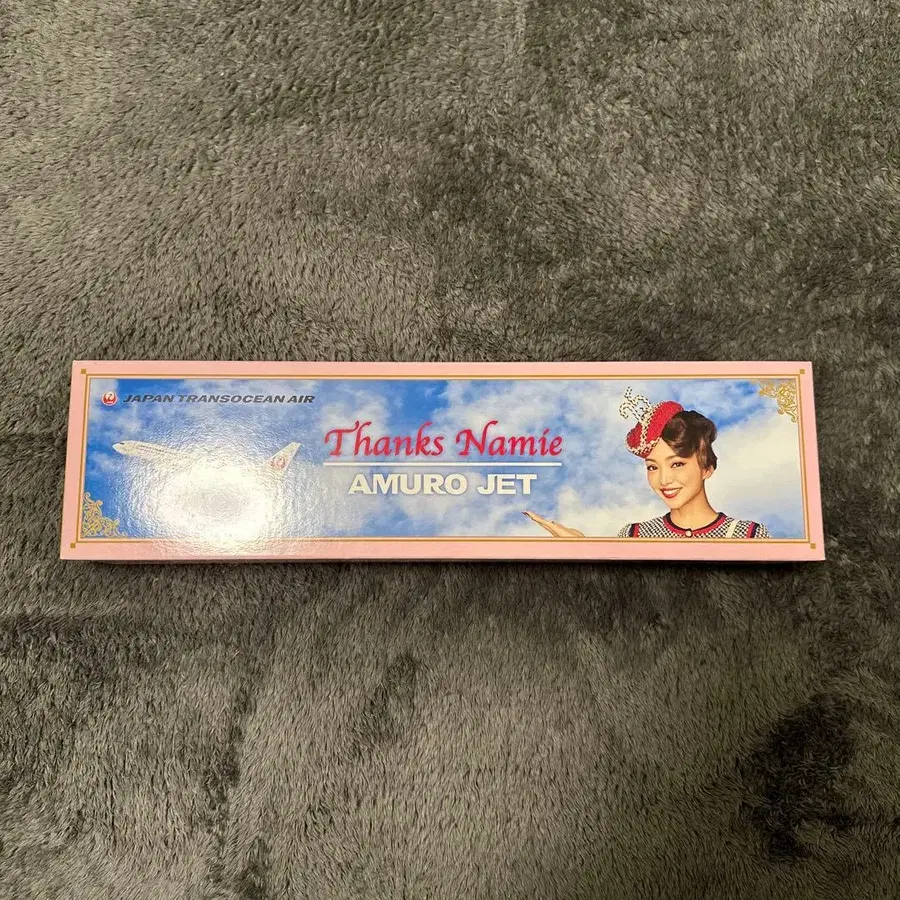 JAPAN TRANSOCEAN AIR
Thanks Namie
AMURO JET